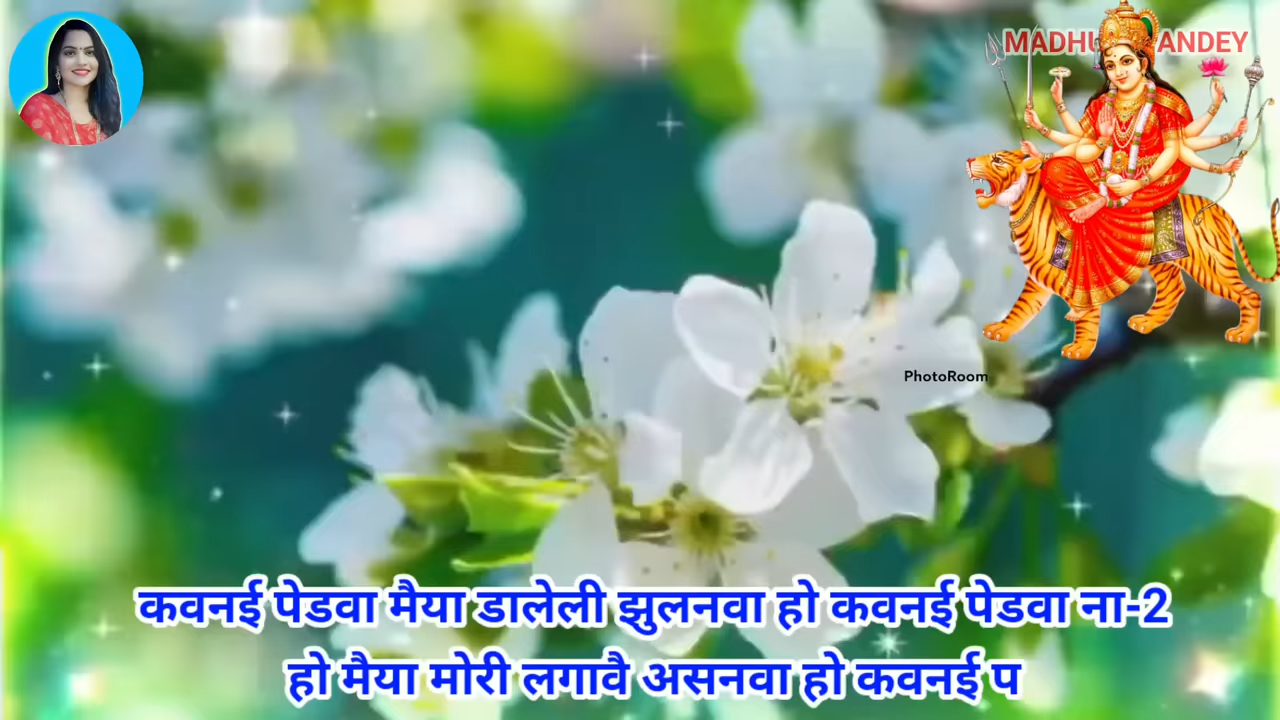 MADHU ANDEY
PhotoRoom
कवनई पेडवा मैया डालेली झुलनवा हो कवनई पेडवा ना-2
हो मैया मोरी लगावै असनवा हो कवनई प